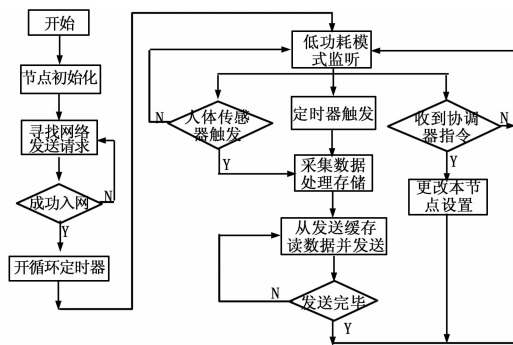 开始
节点初始化
寻找网络
发送请求
成功入网
N
Y
开循环定时器
低功耗模
式监听
人体传感
器触发
N
Y
定时器触发
收到协调
器指令
N
Y
采集数据
处理存储
更改本节
点设置
从发送缓存
读数据并发送
N
发送完毕
Y